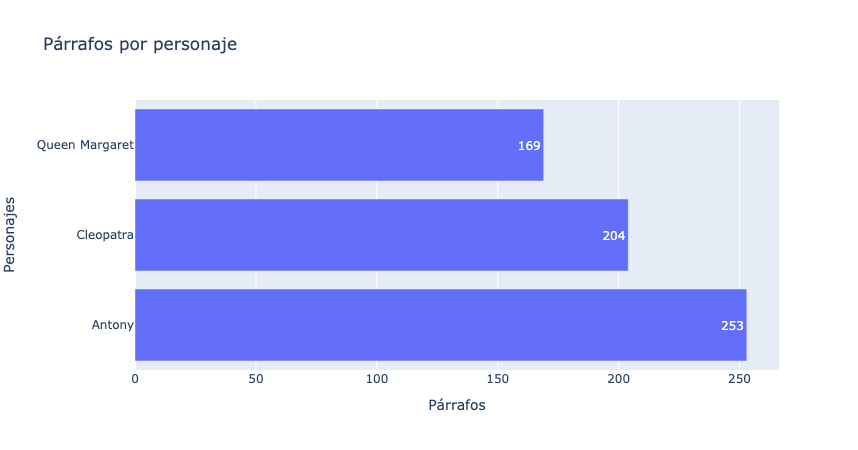 Párrafos por personaje
Personajes
Queen Margaret
169
Cleopatra
204
Antony
253
0 50 100 150 200 250
Párrafos